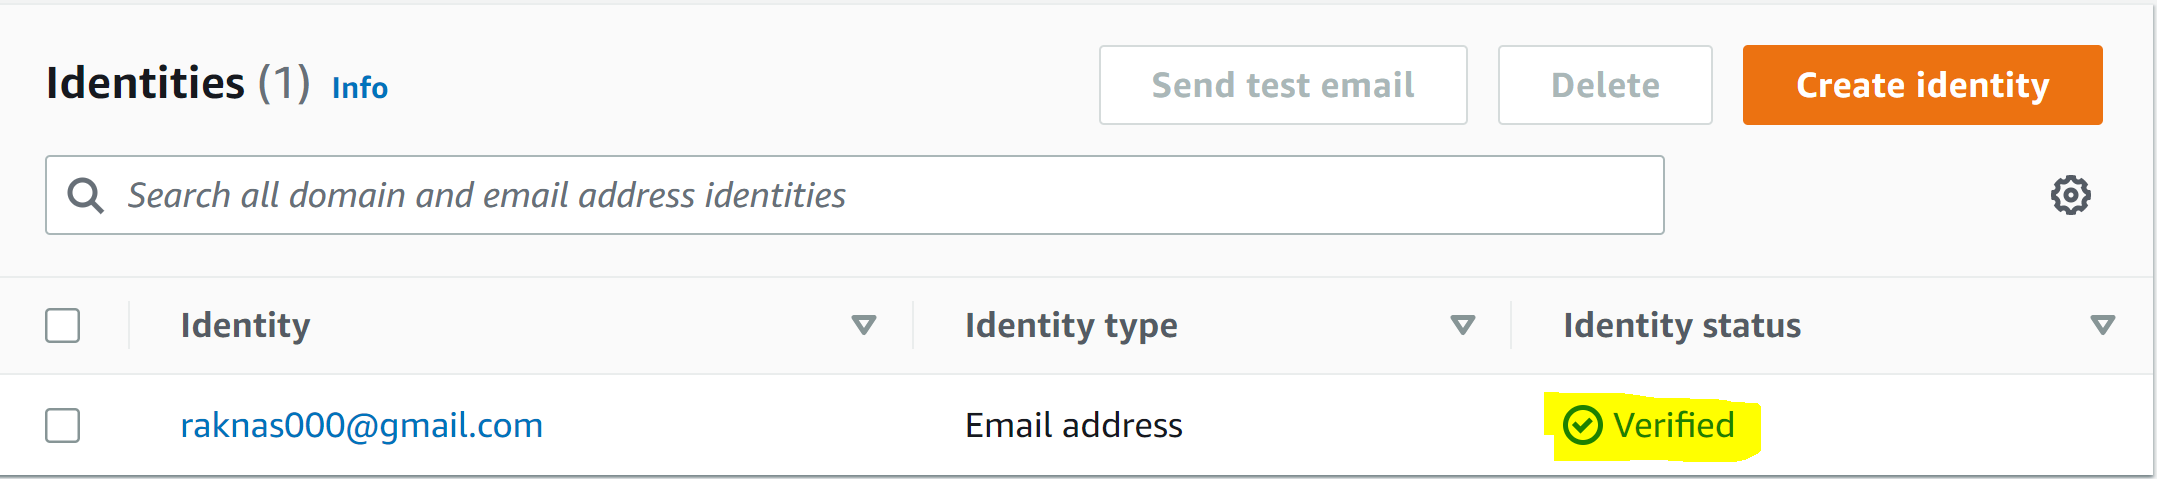 Identities (1) Info
Send test email
Delete
Create identity
Search all domain and email address identities
Identity
Identity type
Identity status
raknas000@gmail.com
Email address
Verified